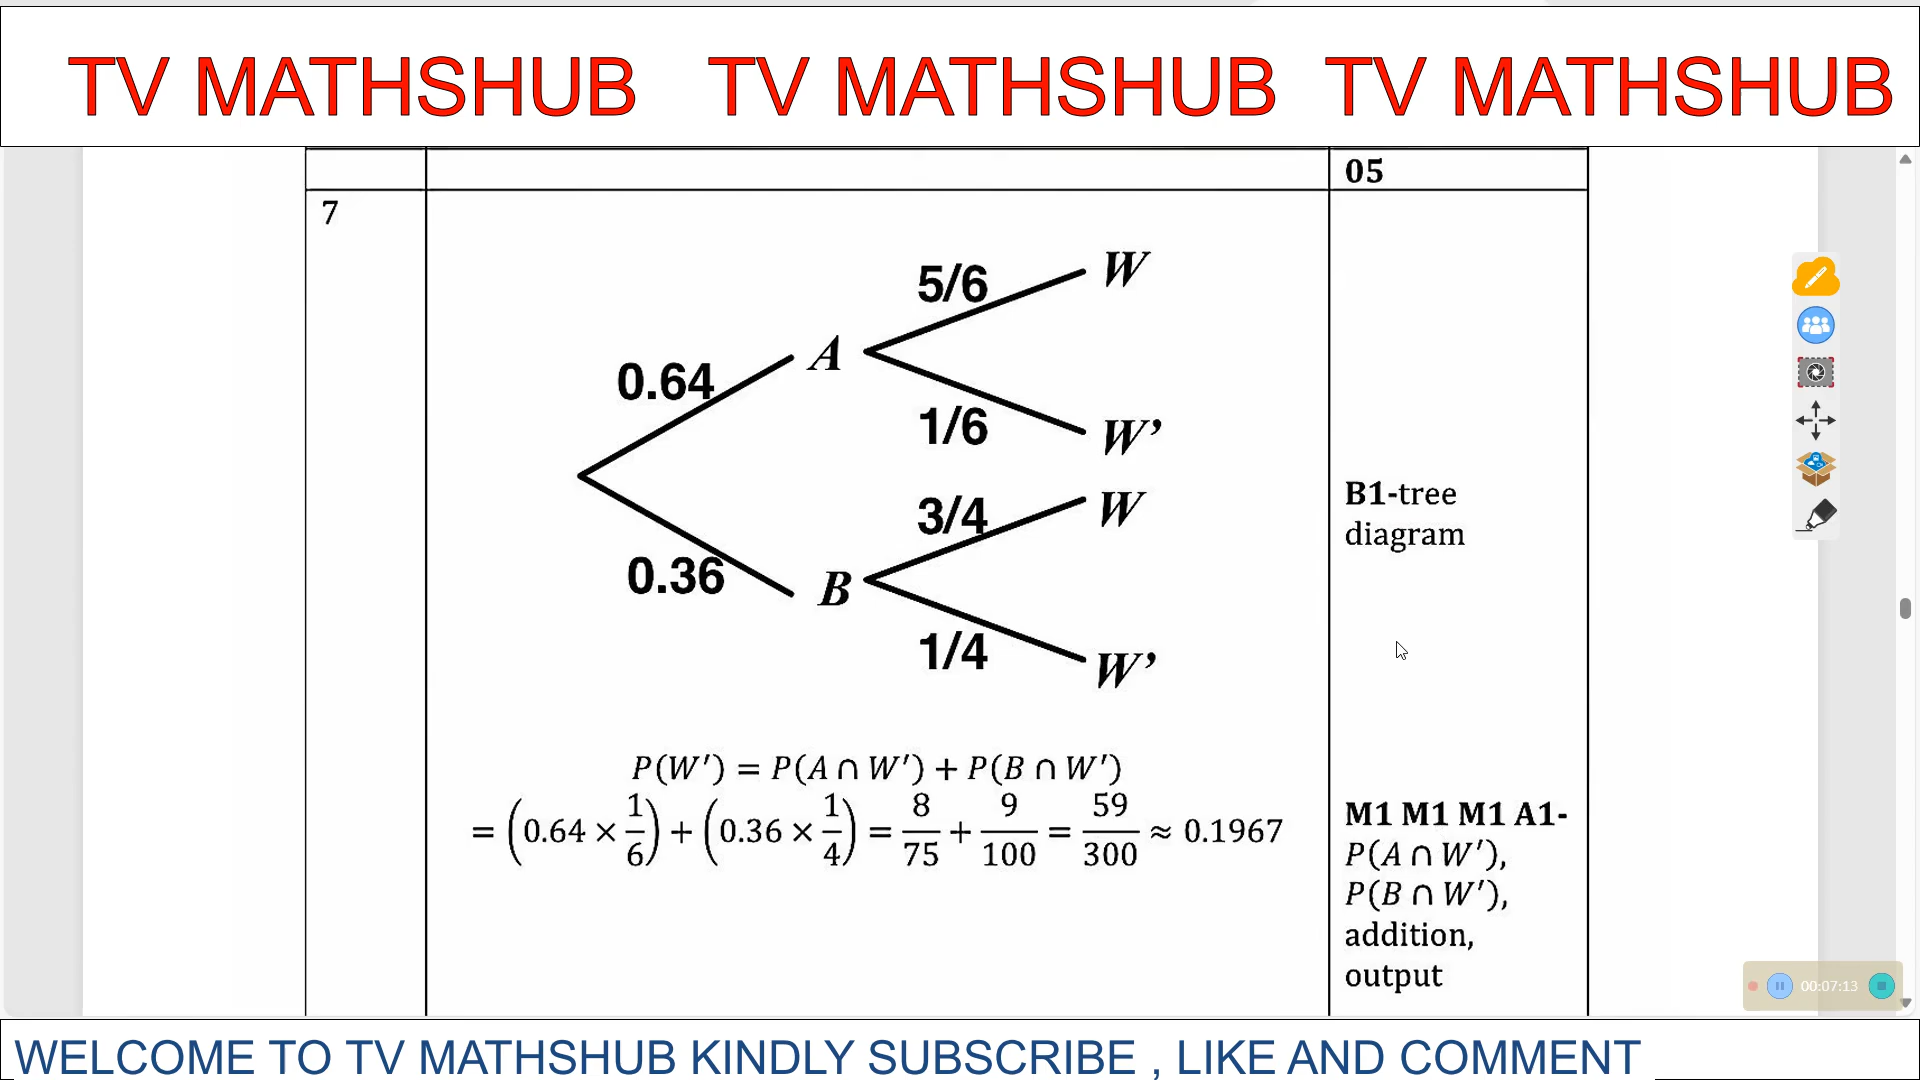 TV MATHSHUB TV MATHSHUB TV MATHSHUB
05
7
5/6
W
0.64
A
1/6
W'
B1-tree
diagram
3/4
W
0.36
B
1/4
W'
P(W′) = P(A ∩ W′) + P(B ∩ W′)
= (0.64 × 1/6) + (0.36 × 1/4) = 8/75 + 9/100 = 59/300 ≈ 0.1967
M1 M1 M1 A1-
P(A ∩ W′),
P(B ∩ W′),
addition,
output
00:07:13
WELCOME TO TV MATHSHUB KINDLY SUBSCRIBE , LIKE AND COMMENT